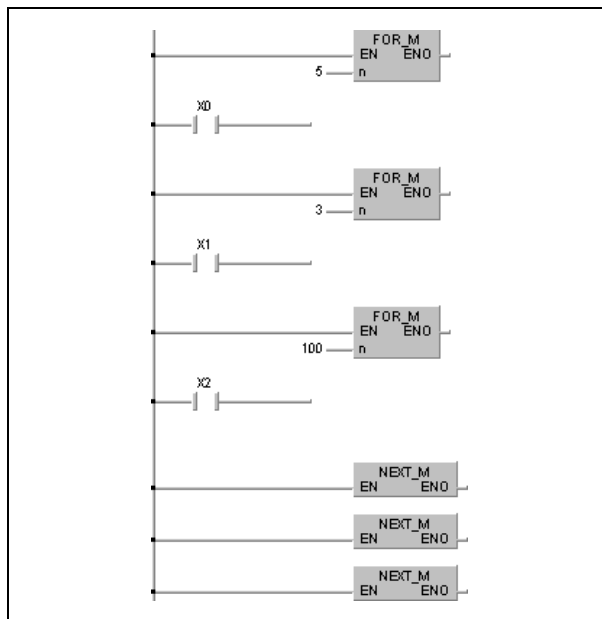 FOR_M
EN ENO
5 n
X0
FOR_M
EN ENO
3 n
X1
FOR_M
EN ENO
100 n
X2
NEXT_M
EN ENO
NEXT_M
EN ENO
NEXT_M
EN ENO